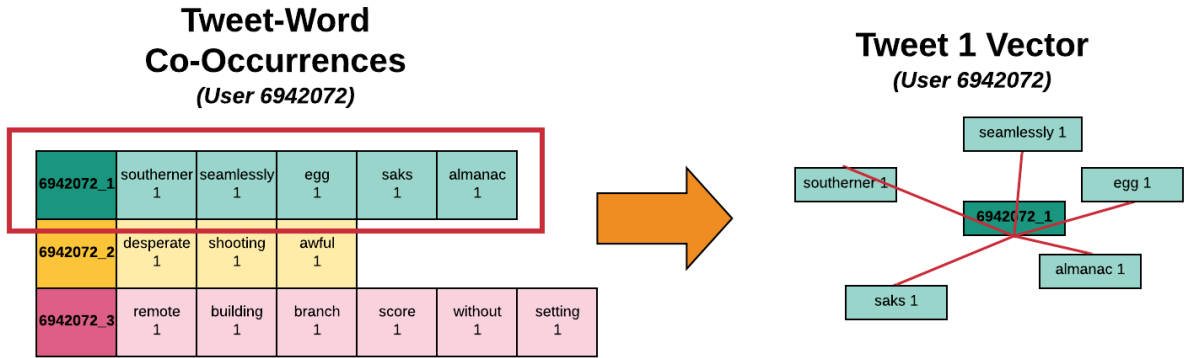 Tweet-Word
Co-Occurrences
(User 6942072)
6942072_1 southerner 1 seamlessly 1 egg 1 saks 1 almanac 1
6942072_2 desperate 1 shooting 1 awful 1
6942072_3 remote 1 building 1 branch 1 score 1 without 1 setting 1
Tweet 1 Vector
(User 6942072)
seamlessly 1
southerner 1
egg 1
6942072_1
almanac 1
saks 1